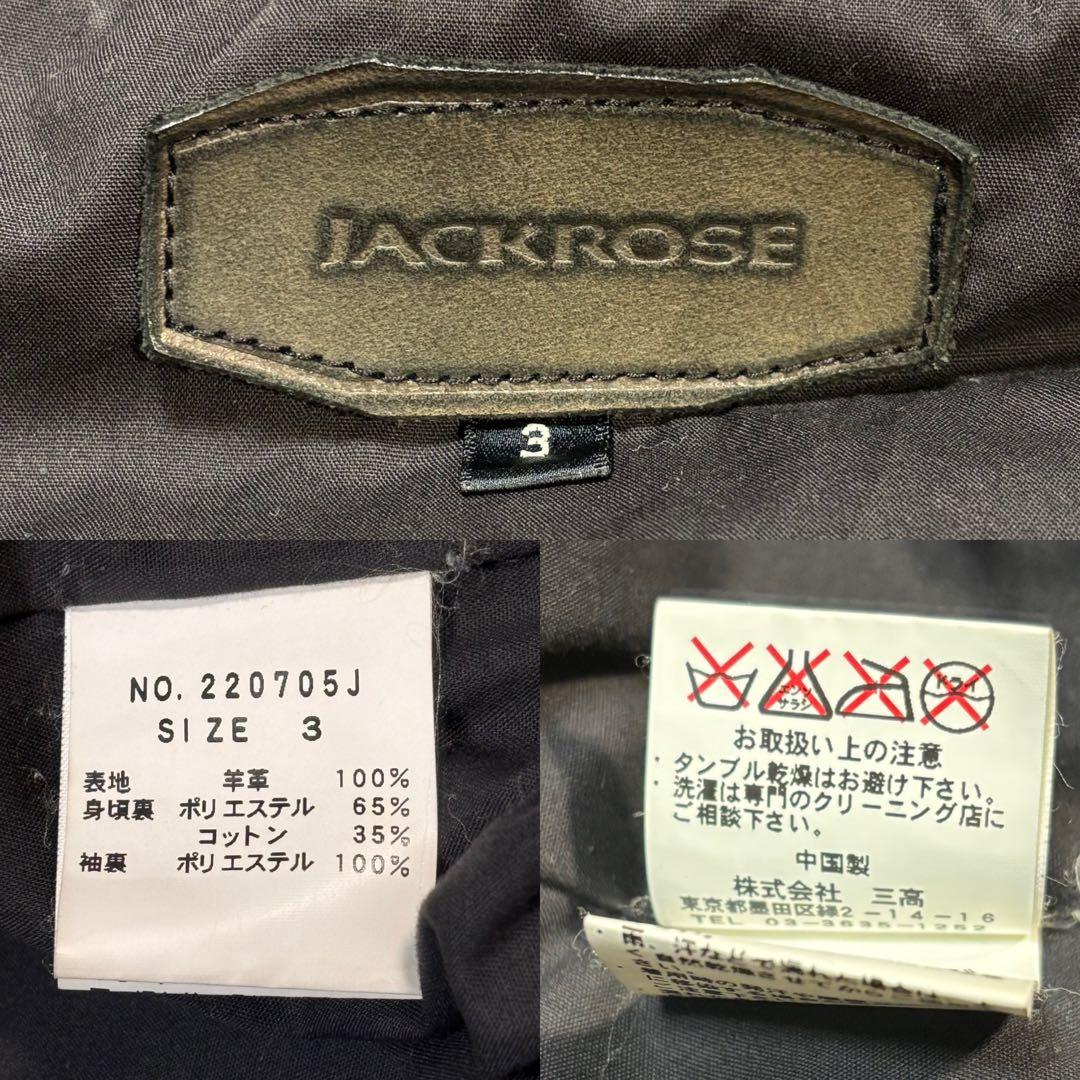 JACKROSE
3
NO. 220705J
SIZE 3
表地 羊革 100%
身頃裏 ポリエステル 65%
コットン 35%
袖裏 ポリエステル 100%
エンソ サラシ
ドライ
お取扱い上の注意
・タンブル乾燥はお避け下さい。
・洗濯は専門のクリーニング店に
ご相談下さい。
中国製
株式会社 三高
東京都墨田区緑2-14-16
TEL 03-3635-1252